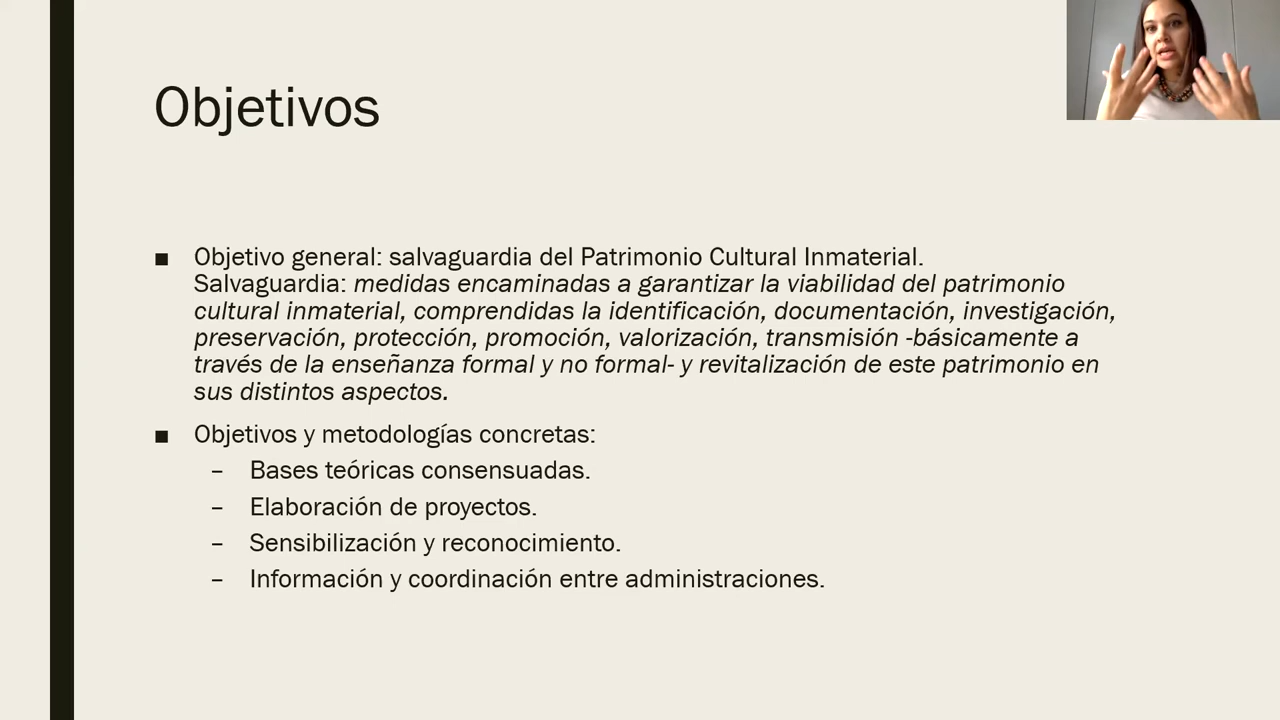 Objetivos
■ Objetivo general: salvaguardia del Patrimonio Cultural Inmaterial.
Salvaguardia: medidas encaminadas a garantizar la viabilidad del patrimonio
cultural inmaterial, comprendidas la identificación, documentación, investigación,
preservación, protección, promoción, valorización, transmisión -básicamente a
través de la enseñanza formal y no formal- y revitalización de este patrimonio en
sus distintos aspectos.
■ Objetivos y metodologías concretas:
– Bases teóricas consensuadas.
– Elaboración de proyectos.
– Sensibilización y reconocimiento.
– Información y coordinación entre administraciones.